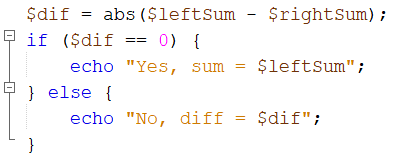 $dif = abs($leftSum - $rightSum);
if ($dif == 0) {
    echo "Yes, sum = $leftSum";
} else {
    echo "No, diff = $dif";
}